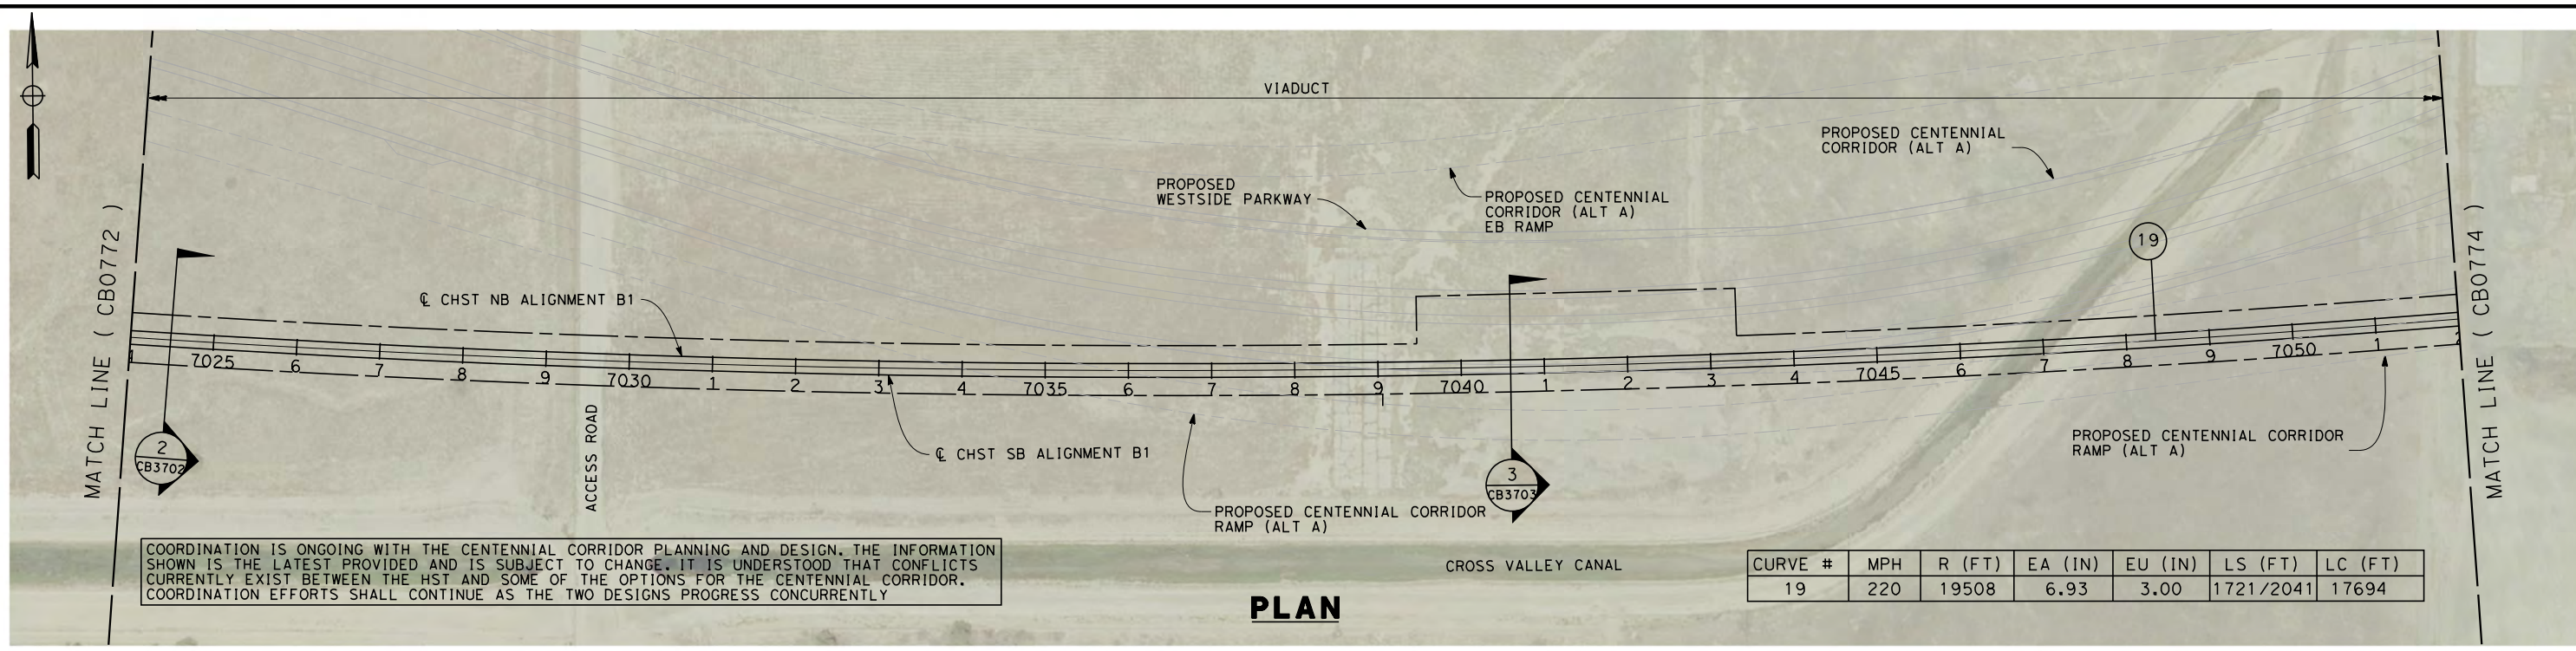 VIADUCT
PROPOSED CENTENNIAL
CORRIDOR (ALT A)
PROPOSED
WESTSIDE PARKWAY
PROPOSED CENTENNIAL
CORRIDOR (ALT A)
EB RAMP
MATCH LINE ( CB0772 )
MATCH LINE ( CB0774 )
19
℄ CHST NB ALIGNMENT B1
1 7025 6 7 8 9 7030 1 2 3 4 7035 6 7 8 9 7040 1 2 3 4 7045 6 7 8 9 7050 1
2
CB3702
ACCESS ROAD
℄ CHST SB ALIGNMENT B1
3
CB3703
PROPOSED CENTENNIAL CORRIDOR
RAMP (ALT A)
PROPOSED CENTENNIAL CORRIDOR
RAMP (ALT A)
COORDINATION IS ONGOING WITH THE CENTENNIAL CORRIDOR PLANNING AND DESIGN. THE INFORMATION
SHOWN IS THE LATEST PROVIDED AND IS SUBJECT TO CHANGE. IT IS UNDERSTOOD THAT CONFLICTS
CURRENTLY EXIST BETWEEN THE HST AND SOME OF THE OPTIONS FOR THE CENTENNIAL CORRIDOR.
COORDINATION EFFORTS SHALL CONTINUE AS THE TWO DESIGNS PROGRESS CONCURRENTLY
CROSS VALLEY CANAL
PLAN
CURVE # MPH R (FT) EA (IN) EU (IN) LS (FT) LC (FT)
19 220 19508 6.93 3.00 1721/2041 17694